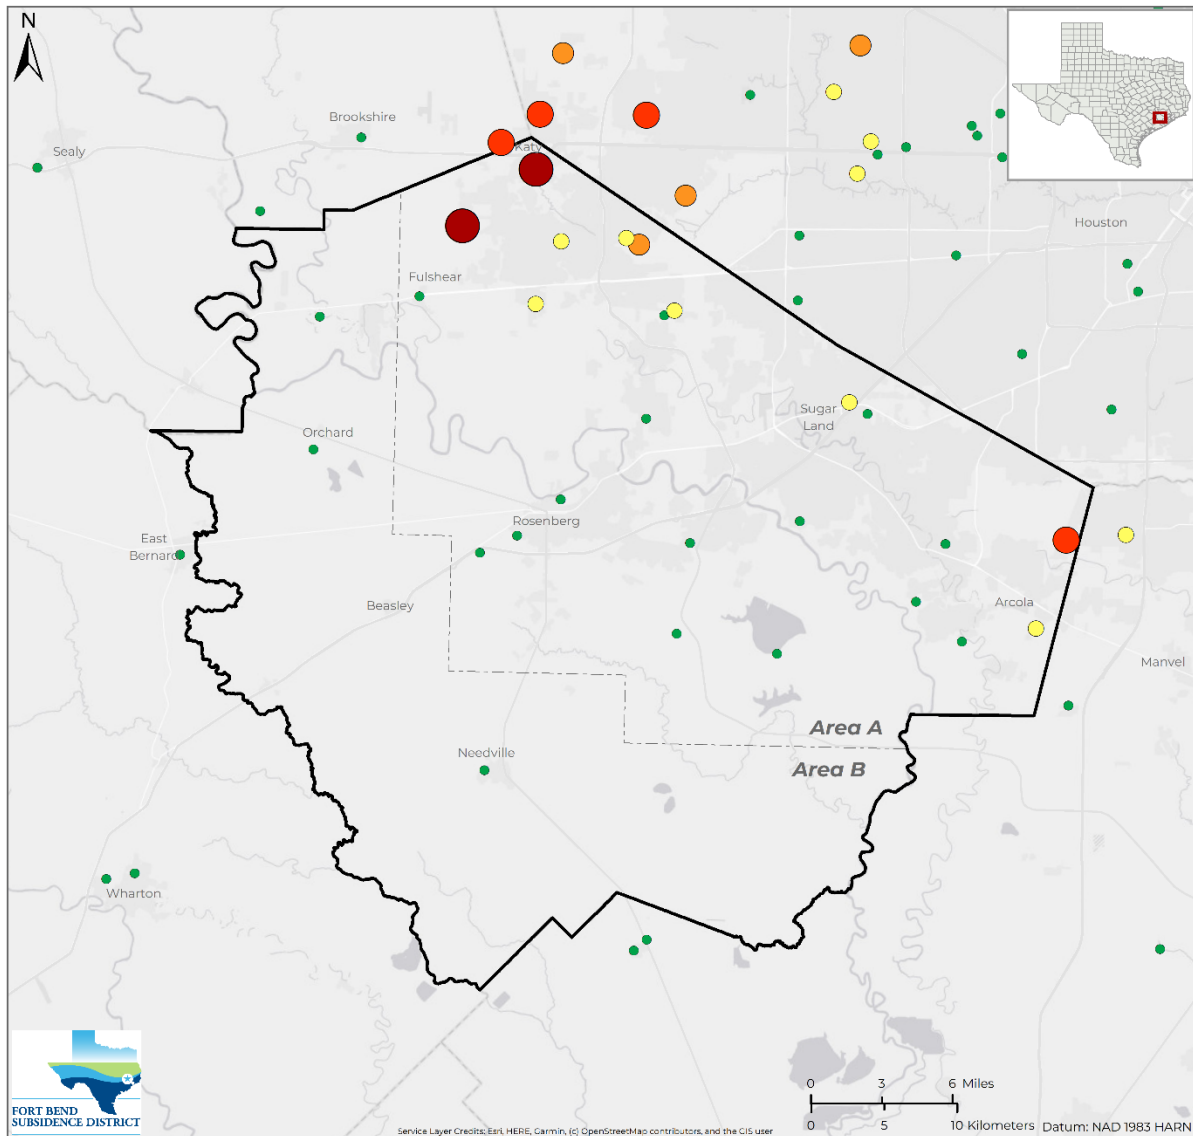 N
Brookshire
Sealy
Katy
Houston
Fulshear
Sugar
Land
Orchard
Rosenberg
East
Bernard
Beasley
Arcola
Manvel
Area A
Needville
Area B
Wharton
0 3 6 Miles
0 5 10 Kilometers
Datum: NAD 1983 HARN
FORT BEND
SUBSIDENCE DISTRICT
Service Layer Credits: Esri, HERE, Garmin, (c) OpenStreetMap contributors, and the GIS user